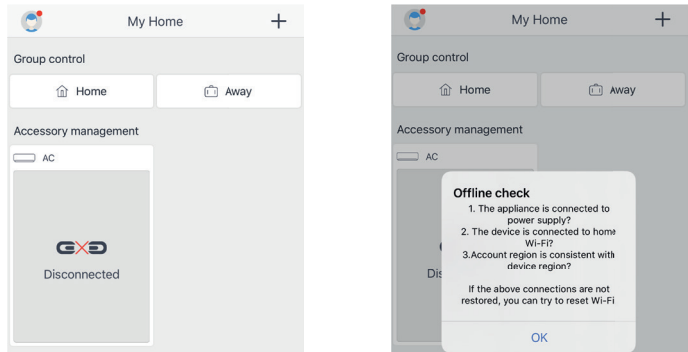 My Home
+
Group control
Home
Away
Accessory management
AC
Disconnected
My Home
+
Group control
Home
Away
Accessory management
AC
Dis
Offline check
1. The appliance is connected to
power supply?
2. The device is connected to home
Wi-Fi?
3.Account region is consistent with
device region?
If the above connections are not
restored, you can try to reset Wi-Fi
OK